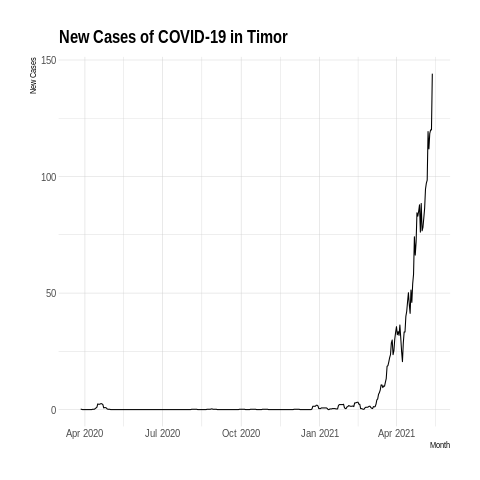 New Cases of COVID-19 in Timor
New Cases
150
100
50
0
Apr 2020 Jul 2020 Oct 2020 Jan 2021 Apr 2021
Month